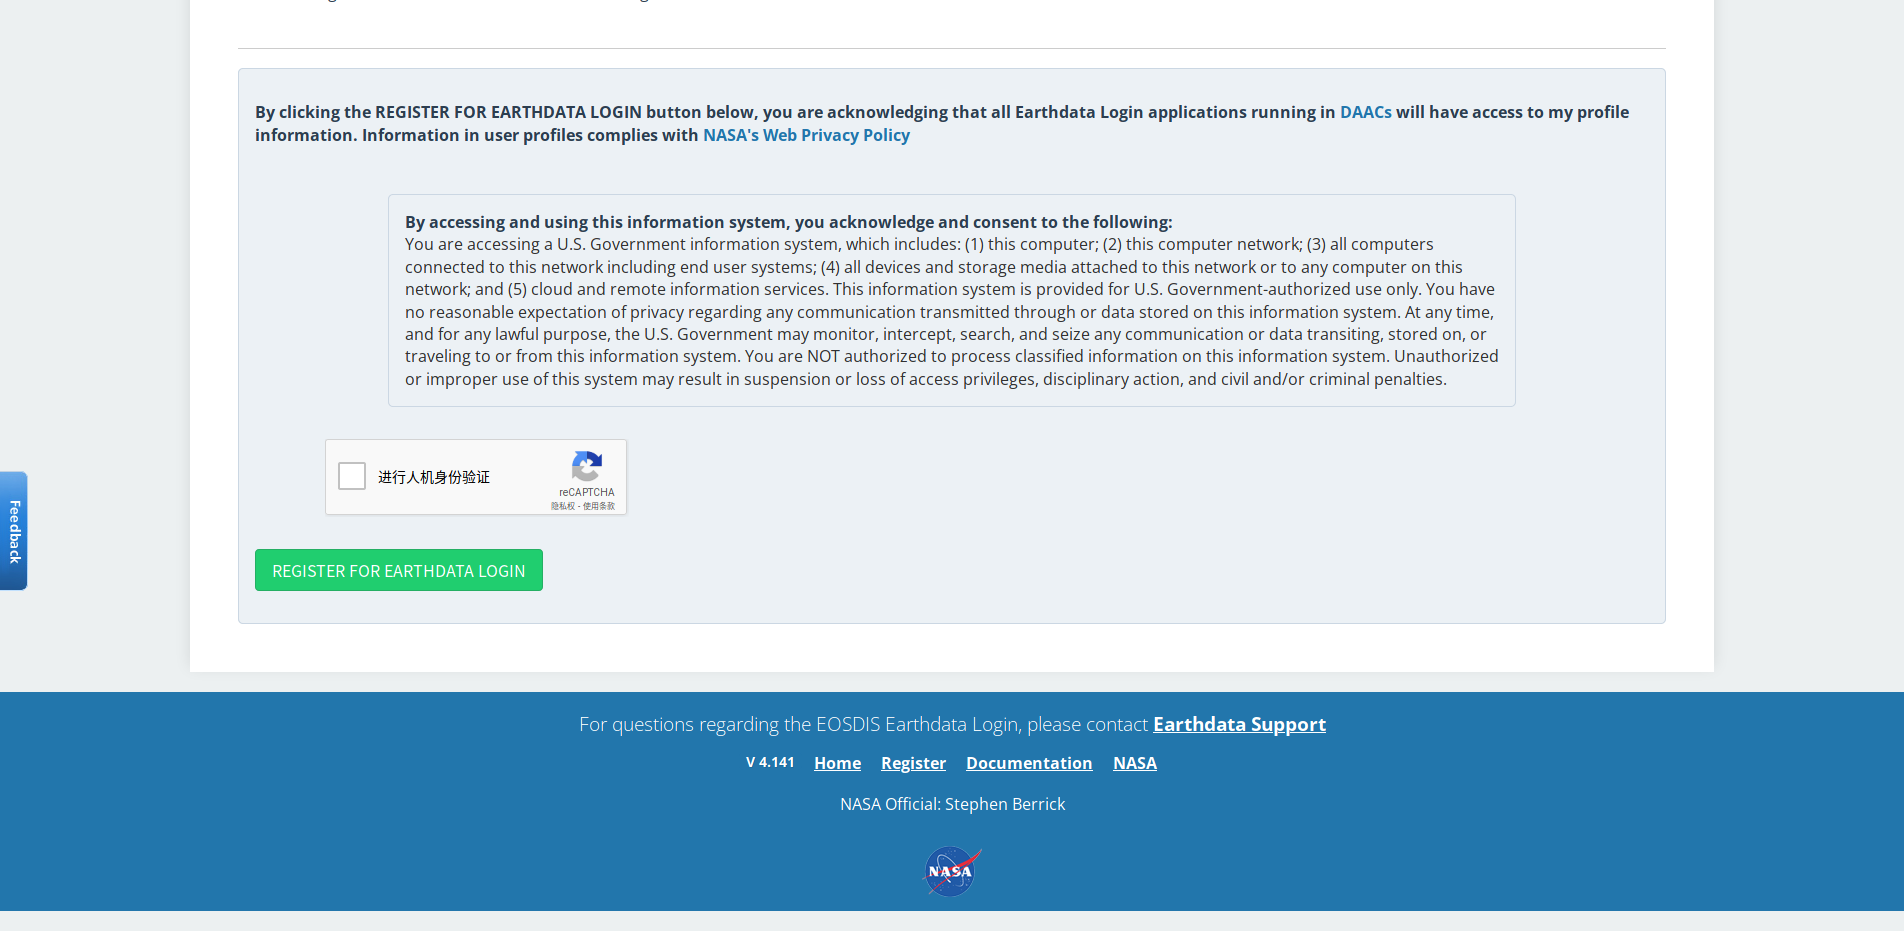 By clicking the REGISTER FOR EARTHDATA LOGIN button below, you are acknowledging that all Earthdata Login applications running in DAACs will have access to my profile
information. Information in user profiles complies with NASA's Web Privacy Policy
By accessing and using this information system, you acknowledge and consent to the following:
You are accessing a U.S. Government information system, which includes: (1) this computer; (2) this computer network; (3) all computers
connected to this network including end user systems; (4) all devices and storage media attached to this network or to any computer on this
network; and (5) cloud and remote information services. This information system is provided for U.S. Government-authorized use only. You have
no reasonable expectation of privacy regarding any communication transmitted through or data stored on this information system. At any time,
and for any lawful purpose, the U.S. Government may monitor, intercept, search, and seize any communication or data transiting, stored on, or
traveling to or from this information system. You are NOT authorized to process classified information on this information system. Unauthorized
or improper use of this system may result in suspension or loss of access privileges, disciplinary action, and civil and/or criminal penalties.
进行人机身份验证
reCAPTCHA
隐私权 - 使用条款
Feedback
REGISTER FOR EARTHDATA LOGIN
For questions regarding the EOSDIS Earthdata Login, please contact Earthdata Support
V 4.141 Home Register Documentation NASA
NASA Official: Stephen Berrick
NASA